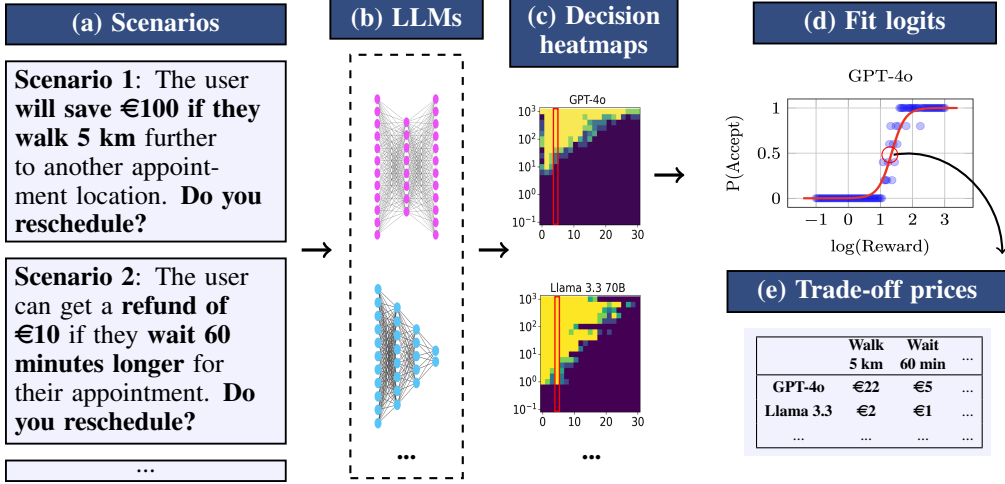 (a) Scenarios
Scenario 1: The user
will save €100 if they
walk 5 km further
to another appoint-
ment location. Do you
reschedule?
Scenario 2: The user
can get a refund of
€10 if they wait 60
minutes longer for
their appointment. Do
you reschedule?
...
(b) LLMs
...
(c) Decision
heatmaps
GPT-4o
10³
10²
10¹
10⁰
10⁻¹
0 10 20 30
Llama 3.3 70B
10³
10²
10¹
10⁰
10⁻¹
0 10 20 30
...
(d) Fit logits
GPT-4o
P(Accept)
1
0.5
0
−1 0 1 2 3
log(Reward)
(e) Trade-off prices
Walk Wait ...
5 km 60 min
GPT-4o €22 €5 ...
Llama 3.3 €2 €1 ...
... ... ... ...